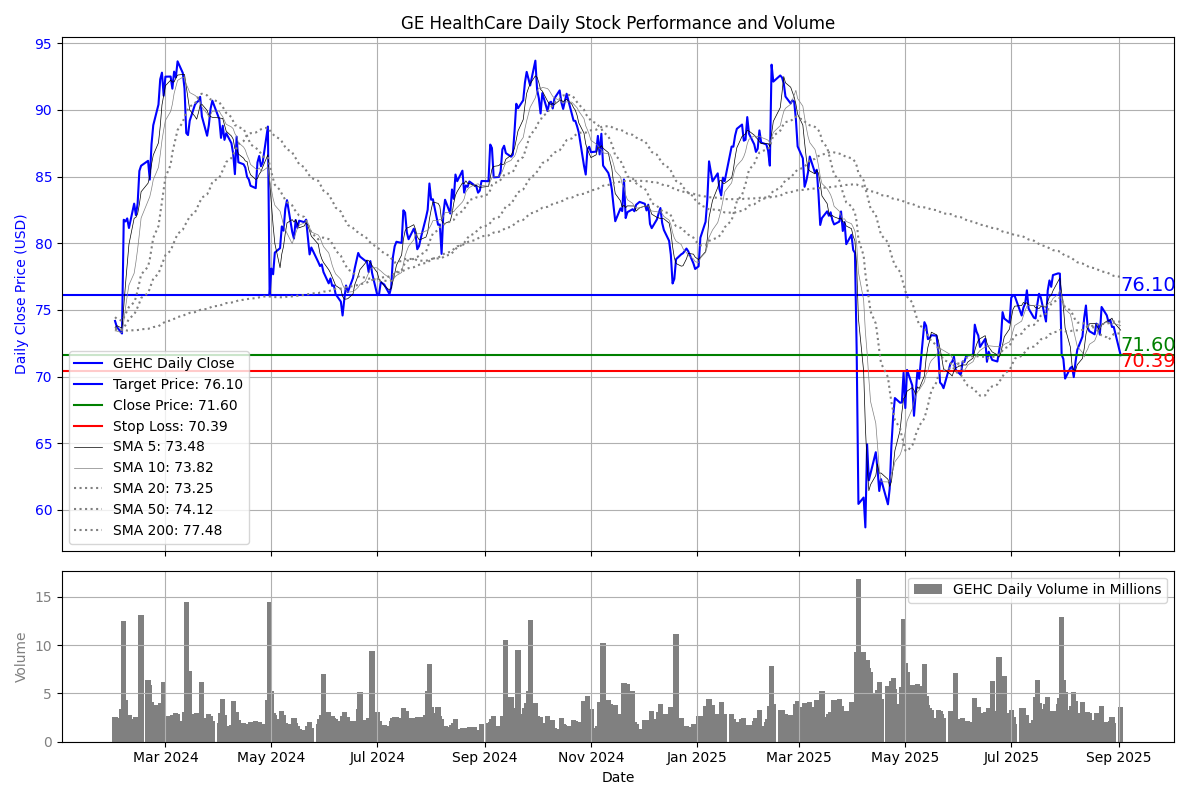 GE HealthCare Daily Stock Performance and Volume
Daily Close Price (USD)
95
90
85
80
75
70
65
60
76.10
71.60
70.39
GEHC Daily Close
Target Price: 76.10
Close Price: 71.60
Stop Loss: 70.39
SMA 5: 73.48
SMA 10: 73.82
SMA 20: 73.25
SMA 50: 74.12
SMA 200: 77.48
Volume
15
10
5
0
GEHC Daily Volume in Millions
Mar 2024 May 2024 Jul 2024 Sep 2024 Nov 2024 Jan 2025 Mar 2025 May 2025 Jul 2025 Sep 2025
Date